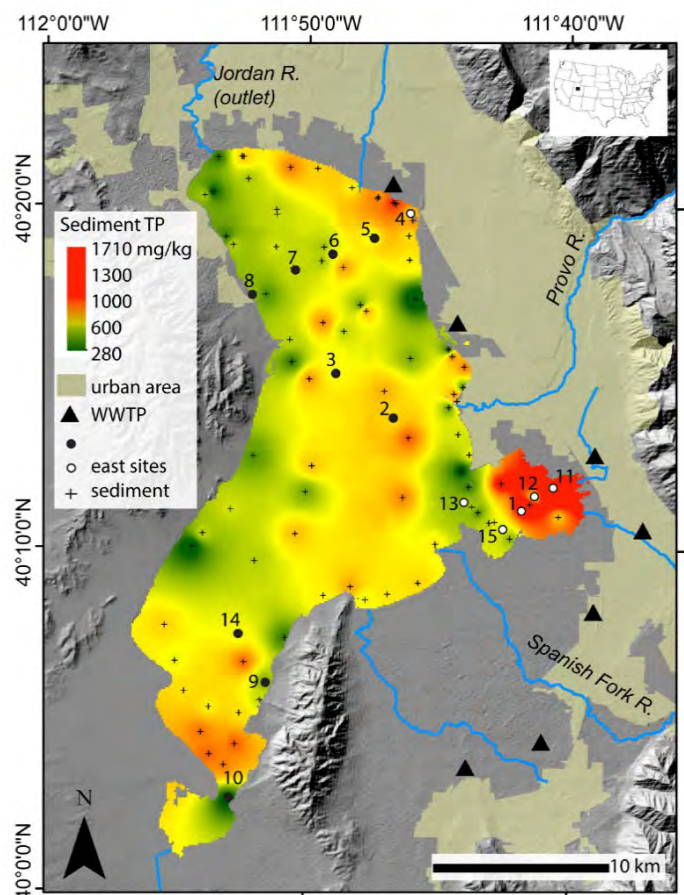 112°0'0"W
111°50'0"W
111°40'0"W
Jordan R.
(outlet)
40°20'0"N
40°10'0"N
40°0'0"N
Sediment TP
1710 mg/kg
1300
1000
600
280
urban area
WWTP
east sites
sediment
Provo R.
4
5
6
7
8
3
2
11
12
1
13
15
14
9
10
Spanish Fork R.
N
10 km